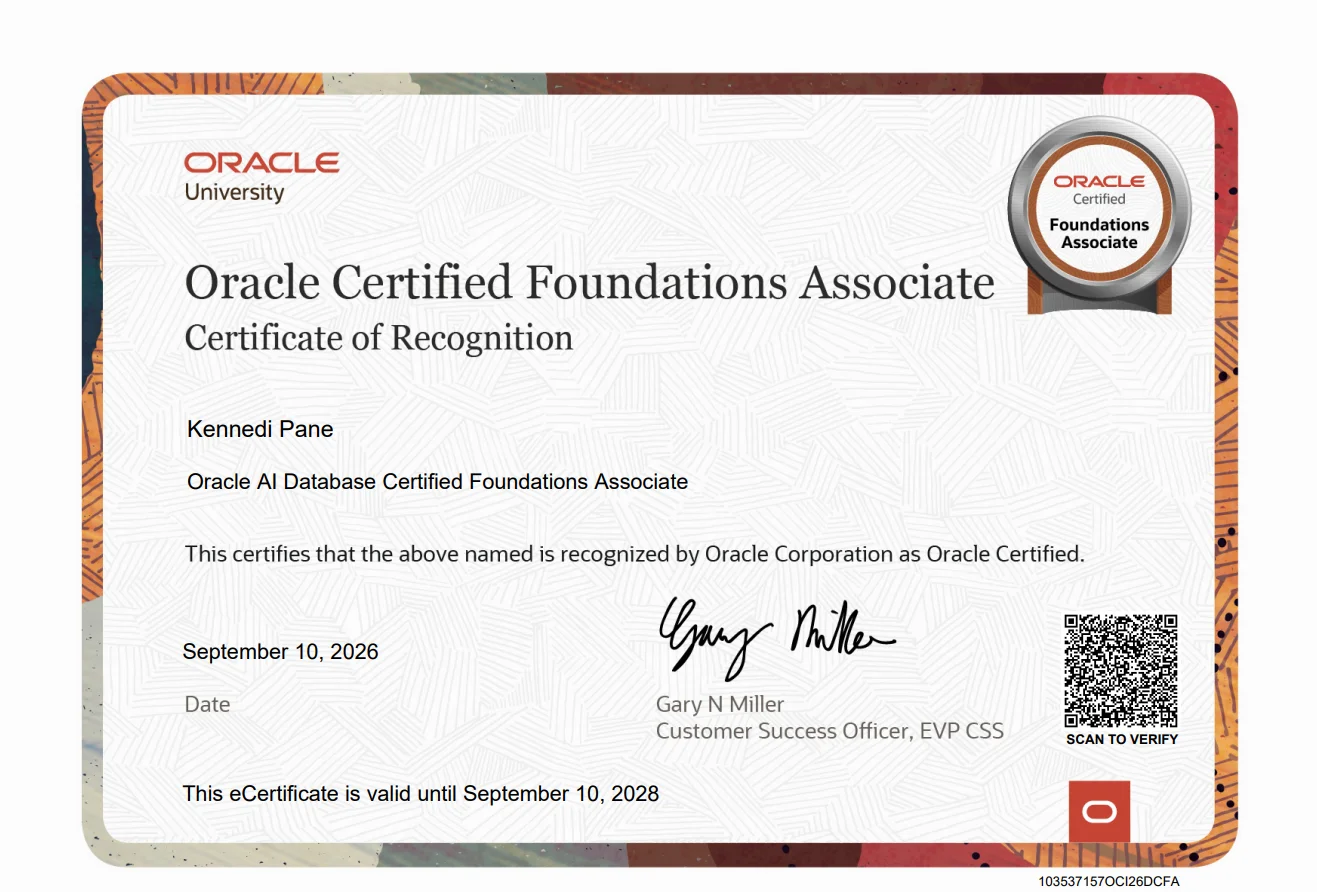 ORACLE
University
ORACLE
Certified
Foundations
Associate
Oracle Certified Foundations Associate
Certificate of Recognition
Kennedi Pane
Oracle AI Database Certified Foundations Associate
This certifies that the above named is recognized by Oracle Corporation as Oracle Certified.
Gary Miller
September 10, 2026
Date
Gary N Miller
Customer Success Officer, EVP CSS
SCAN TO VERIFY
This eCertificate is valid until September 10, 2028
103537157OCI26DCFA